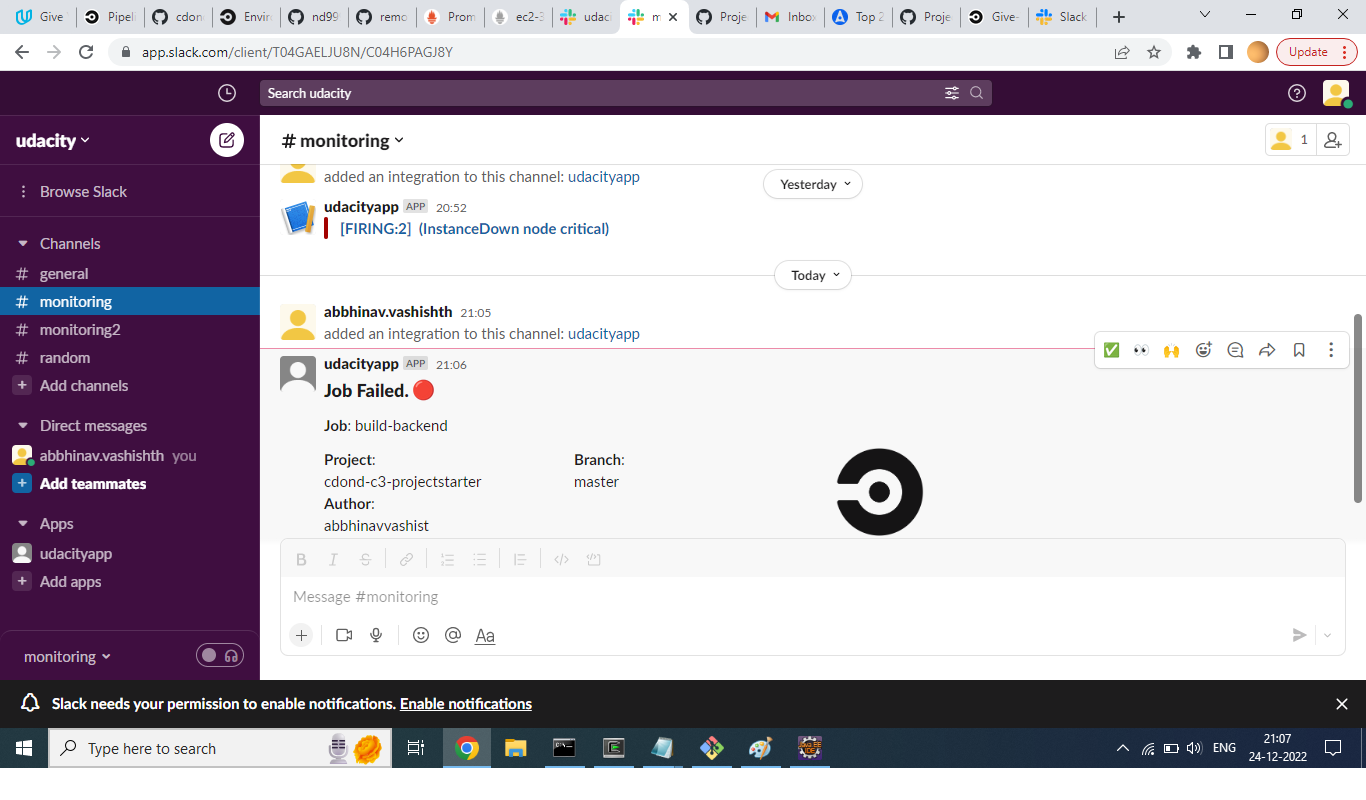 Give
Pipeli
cdon
Enviro
nd99
remo
Prom
ec2-3
udac
m
Proje
Inbox
Top 2
Proje
Give-
Slack
app.slack.com/client/T04GAELJU8N/C04H6PAGJ8Y
Update
Search udacity
udacity
# monitoring
1
Browse Slack
Channels
# general
# monitoring
# monitoring2
# random
+ Add channels
Direct messages
abbhinav.vashishth you
+ Add teammates
Apps
udacityapp
+ Add apps
monitoring
added an integration to this channel: udacityapp
Yesterday
udacityapp APP 20:52
[FIRING:2] (InstanceDown node critical)
Today
abbhinav.vashishth 21:05
added an integration to this channel: udacityapp
udacityapp APP 21:06
Job Failed.
Job: build-backend
Project:
cdond-c3-projectstarter
Branch:
master
Author:
abbhinavvashist
B I S
Message #monitoring
Aa
Slack needs your permission to enable notifications. Enable notifications
Type here to search
ENG
21:07
24-12-2022